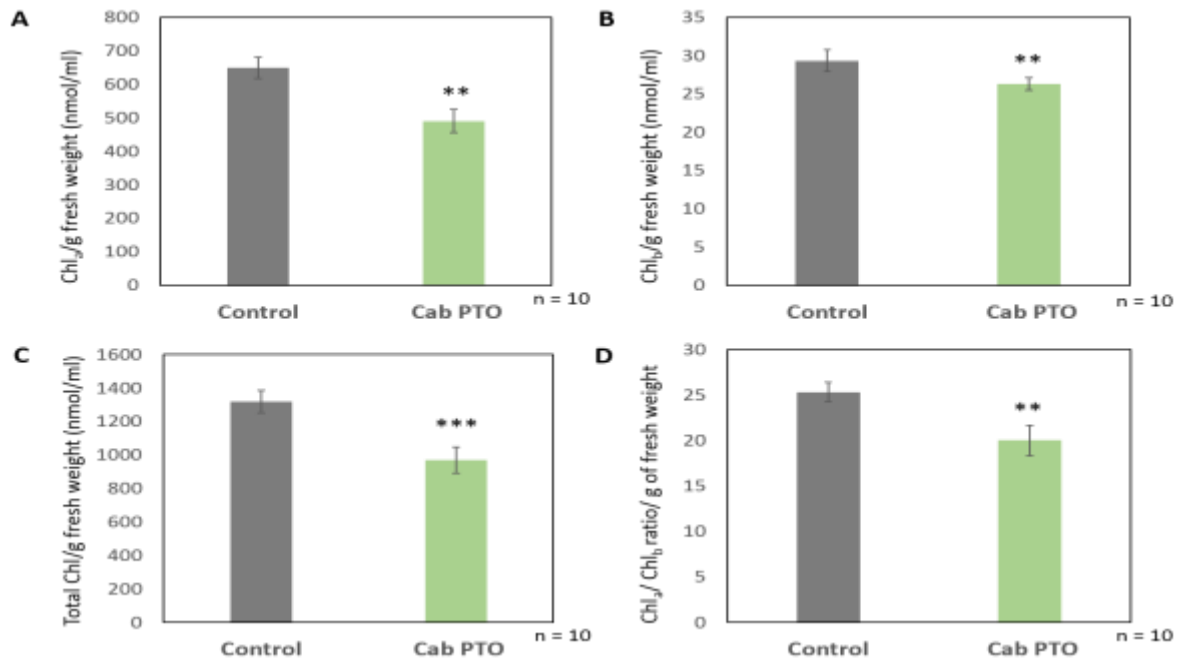 A
Chlₐ/g fresh weight (nmol/ml)
800
700
600
500
400
300
200
100
0
**
Control
Cab PTO
n = 10
B
Chl_b/g fresh weight (nmol/ml)
35
30
25
20
15
10
5
0
**
Control
Cab PTO
n = 10
C
Total Chl/g fresh weight (nmol/ml)
1600
1400
1200
1000
800
600
400
200
0
***
Control
Cab PTO
n = 10
D
Chlₐ/ Chl_b ratio/ g of fresh weight
30
25
20
15
10
5
0
**
Control
Cab PTO
n = 10